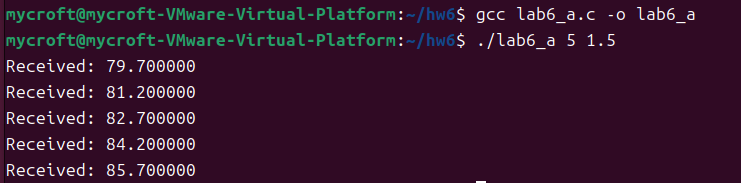 mycroft@mycroft-VMware-Virtual-Platform:~/hw6$ gcc lab6_a.c -o lab6_a
mycroft@mycroft-VMware-Virtual-Platform:~/hw6$ ./lab6_a 5 1.5
Received: 79.700000
Received: 81.200000
Received: 82.700000
Received: 84.200000
Received: 85.700000